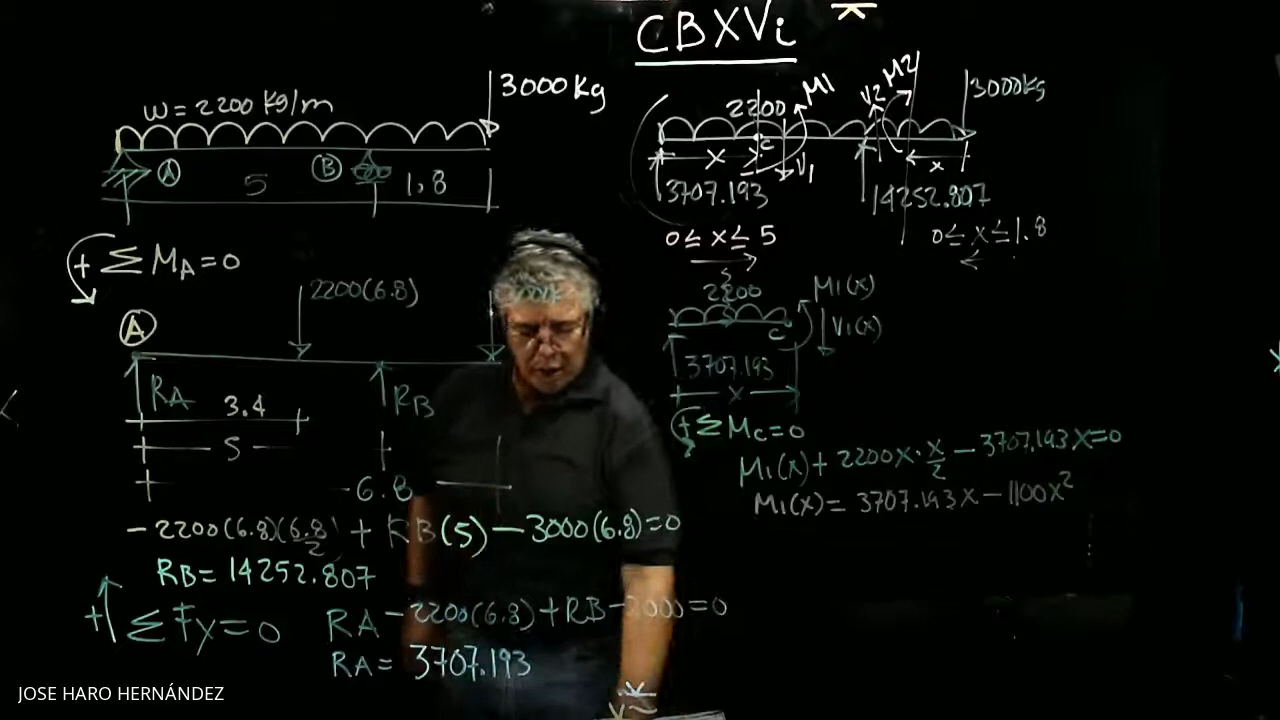 CBXVi
w=2200 Kg/m
3000 Kg
A
5
B
1,8
+ ΣMA=0
2200(6.8)
A
RA
3.4
RB
5
6.8
-2200(6.8)(6.8/2) + RB(5) - 3000(6.8)=0
RB= 14252.807
+ ΣFy=0
RA -2200(6.8)+RB-3000=0
RA= 3707.193
2200
M1
V2
M2
3000kg
x
c
V1
x
3707.193
14252.807
0≤ x ≤ 5
0≤ x ≤1.8
2200
M1(x)
c
V1(x)
3707.193
x
+ ΣMc=0
M1(x)+ 2200x·x/2 - 3707.193x=0
M1(x)= 3707.193x - 1100x²
JOSE HARO HERNÁNDEZ